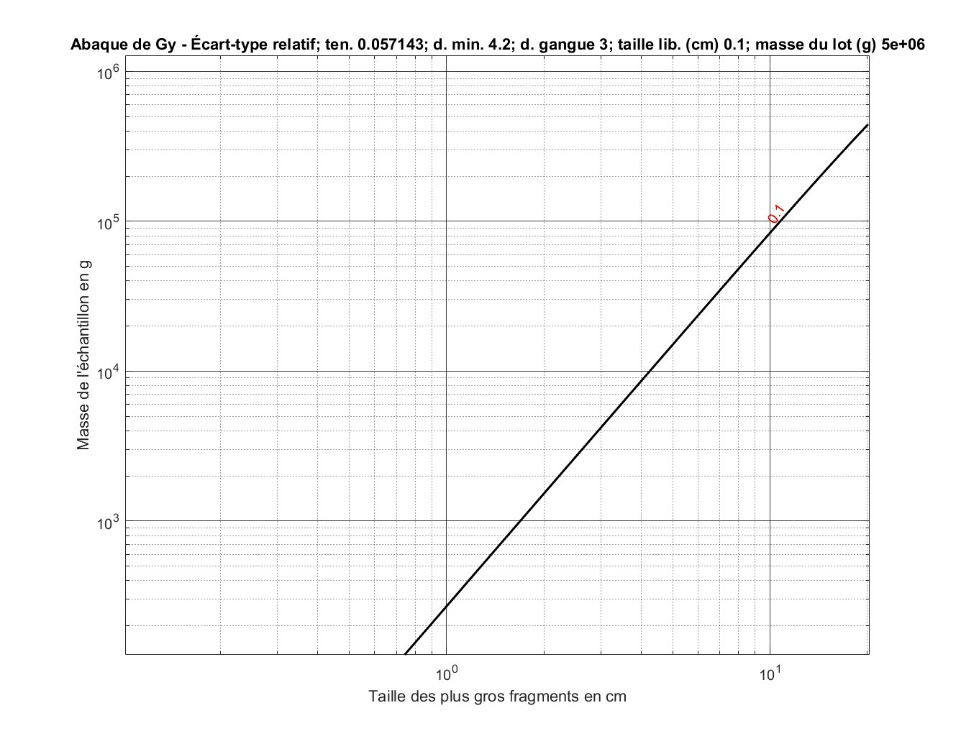 Abaque de Gy - Écart-type relatif; ten. 0.057143; d. min. 4.2; d. gangue 3; taille lib. (cm) 0.1; masse du lot (g) 5e+06
10^6
10^5
10^4
10^3
Masse de l'échantillon en g
0.1
10^0 10^1
Taille des plus gros fragments en cm